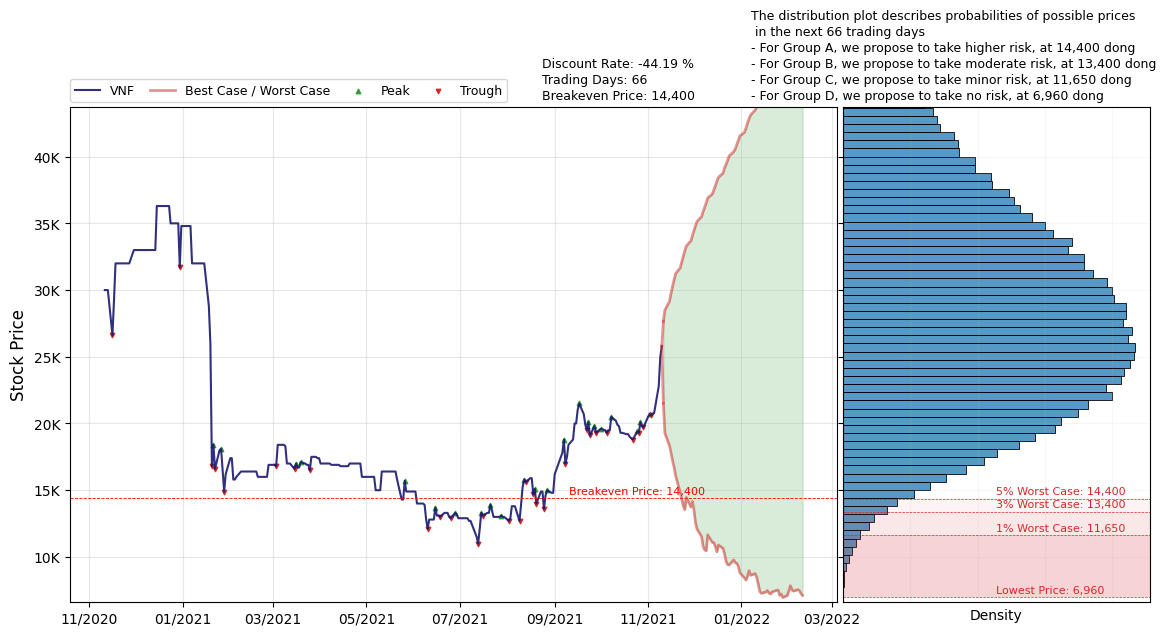 The distribution plot describes probabilities of possible prices
in the next 66 trading days
- For Group A, we propose to take higher risk, at 14,400 dong
- For Group B, we propose to take moderate risk, at 13,400 dong
- For Group C, we propose to take minor risk, at 11,650 dong
- For Group D, we propose to take no risk, at 6,960 dong
Discount Rate: -44.19 %
Trading Days: 66
Breakeven Price: 14,400
VNF Best Case / Worst Case Peak Trough
Stock Price
40K
35K
30K
25K
20K
15K
10K
Breakeven Price: 14,400
5% Worst Case: 14,400
3% Worst Case: 13,400
1% Worst Case: 11,650
Lowest Price: 6,960
11/2020 01/2021 03/2021 05/2021 07/2021 09/2021 11/2021 01/2022 03/2022
Density